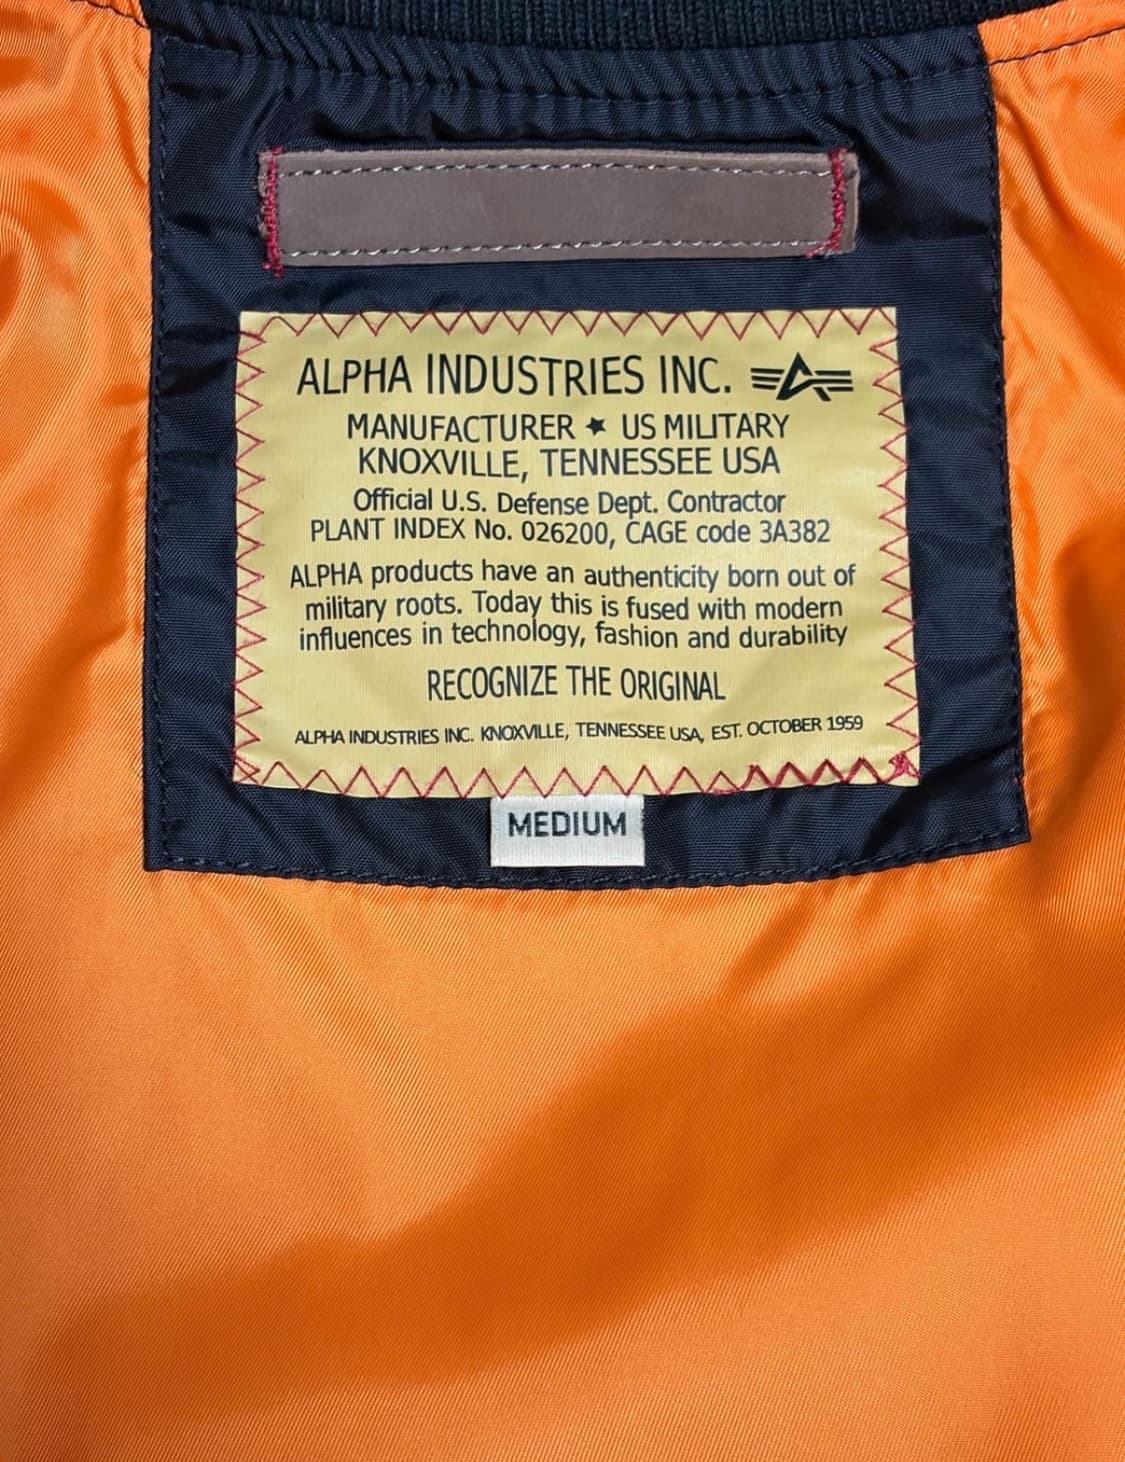 ALPHA INDUSTRIES INC.
MANUFACTURER ★ US MILITARY
KNOXVILLE, TENNESSEE USA
Official U.S. Defense Dept. Contractor
PLANT INDEX No. 026200, CAGE code 3A382
ALPHA products have an authenticity born out of
military roots. Today this is fused with modern
influences in technology, fashion and durability
RECOGNIZE THE ORIGINAL
ALPHA INDUSTRIES INC. KNOXVILLE, TENNESSEE USA, EST. OCTOBER 1959
MEDIUM